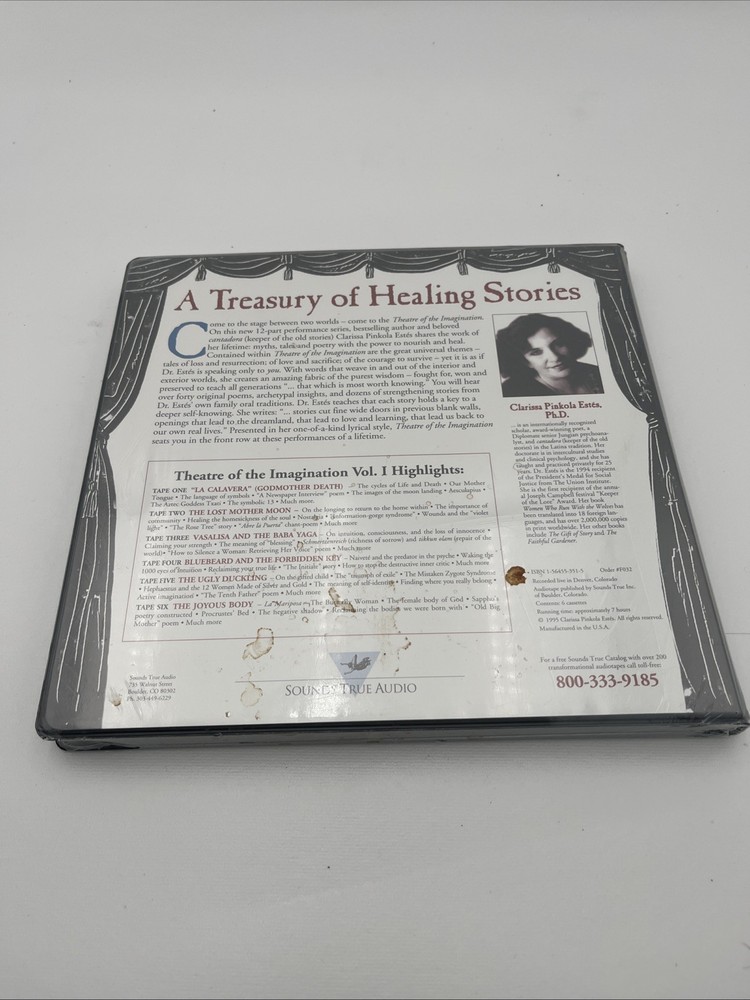 A Treasury of Healing Stories
Come to the stage between two worlds – come to the Theatre of the Imagination.
On this new 12-part performance series, bestselling author and beloved
cantadora (keeper of the old stories) Clarissa Pinkola Estés shares the work of
her lifetime: myths, tales and poetry with the power to nourish and heal.
Contained within Theatre of the Imagination are the great universal themes –
tales of loss and resurrection; of love and sacrifice; of the courage to survive – yet it is as if
Dr. Estés is speaking only to you. With words that weave in and out of the interior and
exterior worlds, she creates an amazing fabric of the purest wisdom – fought for, won and
preserved to teach all generations "... that which is most worth knowing." You will hear
over forty original poems, archetypal insights, and dozens of strengthening stories from
Dr. Estés' own family oral traditions. Dr. Estés teaches that each story holds a key to a
deeper self-knowing. She writes: "... stories cut fine wide doors in previous blank walls,
openings that lead to the dreamland, that lead to love and learning, that lead us back to
our own real lives." Presented in her one-of-a-kind lyrical style, Theatre of the Imagination
seats you in the front row at these performances of a lifetime.
Clarissa Pinkola Estés,
Ph.D.
... is an internationally recognized
scholar, award-winning poet, a
Diplomate senior Jungian psychoana-
lyst, and cantadora (keeper of the old
stories) in the Latina tradition. Her
doctorate is in intercultural studies
and clinical psychology, and she has
taught and practiced privately for 25
years. Dr. Estés is the 1994 recipient
of the President's Medal for Social
Justice from The Union Institute.
She is the first recipient of the annu-
al Joseph Campbell festival "Keeper
of the Lore" Award. Her book
Women Who Run With the Wolves has
been translated into 18 foreign lan-
guages, and has over 2,000,000 copies
in print worldwide. Her other books
include The Gift of Story and The
Faithful Gardener.
Theatre of the Imagination Vol. I Highlights:
TAPE ONE "LA CALAVERA" (GODMOTHER DEATH) – The cycles of Life and Death • Our Mother
Tongue • The language of symbols • "A Newspaper Interview" poem • The images of the moon landing • Aesculapius •
The Aztec Goddess Tsati • The symbolic 13 • Much more
TAPE TWO THE LOST MOTHER MOON – On the longing to return to the home within • The importance of
community • Healing the homesickness of the soul • Nostalgia • "Information-gorge syndrome" • Wounds and the "violet
light" • "The Rose Tree" story • "Abre la Puerta" chant-poem • Much more
TAPE THREE VASALISA AND THE BABA YAGA – On intuition, consciousness, and the loss of innocence •
Claiming your strength • The meaning of "blessing" • Schmerzenreich (richness of sorrow) and tikkun olam (repair of the
world) • "How to Silence a Woman: Retrieving Her Voice" poem • Much more
TAPE FOUR BLUEBEARD AND THE FORBIDDEN KEY – Naiveté and the predator in the psyche • Waking the
1000 eyes of intuition • Reclaiming your true life • "The Initiate" story • How to stop the destructive inner critic • Much more
TAPE FIVE THE UGLY DUCKLING – On the gifted child • The "triumph of exile" • The Mistaken Zygote Syndrome
• Hephaestus and the 12 Women Made of Silver and Gold • The meaning of self-identity • Finding where you really belong •
Active imagination • "The Tenth Father" poem • Much more
TAPE SIX THE JOYOUS BODY – La Mariposa – The Butterfly Woman • The female body of God • Sappho's
poetry constructed • Procrustes' Bed • The negative shadow • Reclaiming the bodies we were born with • "Old Big
Mother" poem • Much more
• ISBN 1-56455-351-5 Order #F032
Recorded live in Denver, Colorado
Audiotape published by Sounds True Inc.
of Boulder, Colorado.
Contents: 6 cassettes
Running time: approximately 7 hours
© 1995 Clarissa Pinkola Estés. All rights reserved.
Manufactured in the U.S.A.
Sounds True Audio
735 Walnut Street
Boulder, CO 80302
Ph. 303-449-6229
SOUNDS TRUE AUDIO
For a free Sounds True Catalog with over 200
transformational audiotapes call toll-free:
800-333-9185